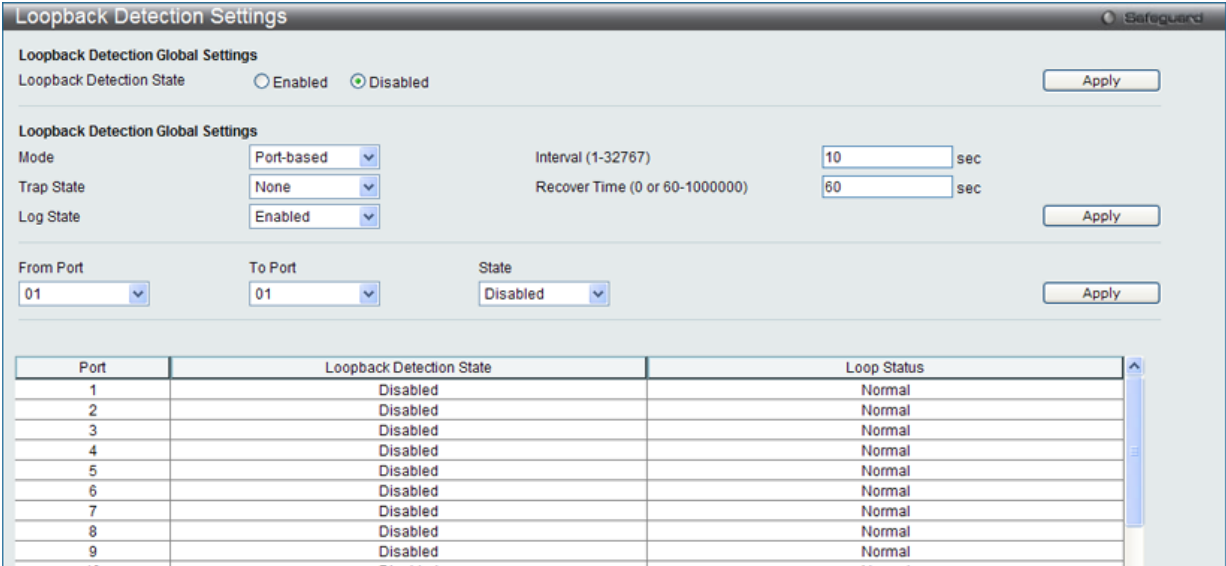 Loopback Detection Settings Safeguard
Loopback Detection Global Settings
Loopback Detection State Enabled Disabled Apply
Loopback Detection Global Settings
Mode Port-based Interval (1-32767) 10 sec
Trap State None Recover Time (0 or 60-1000000) 60 sec
Log State Enabled Apply
From Port To Port State
01 01 Disabled Apply
Port Loopback Detection State Loop Status
1 Disabled Normal
2 Disabled Normal
3 Disabled Normal
4 Disabled Normal
5 Disabled Normal
6 Disabled Normal
7 Disabled Normal
8 Disabled Normal
9 Disabled Normal